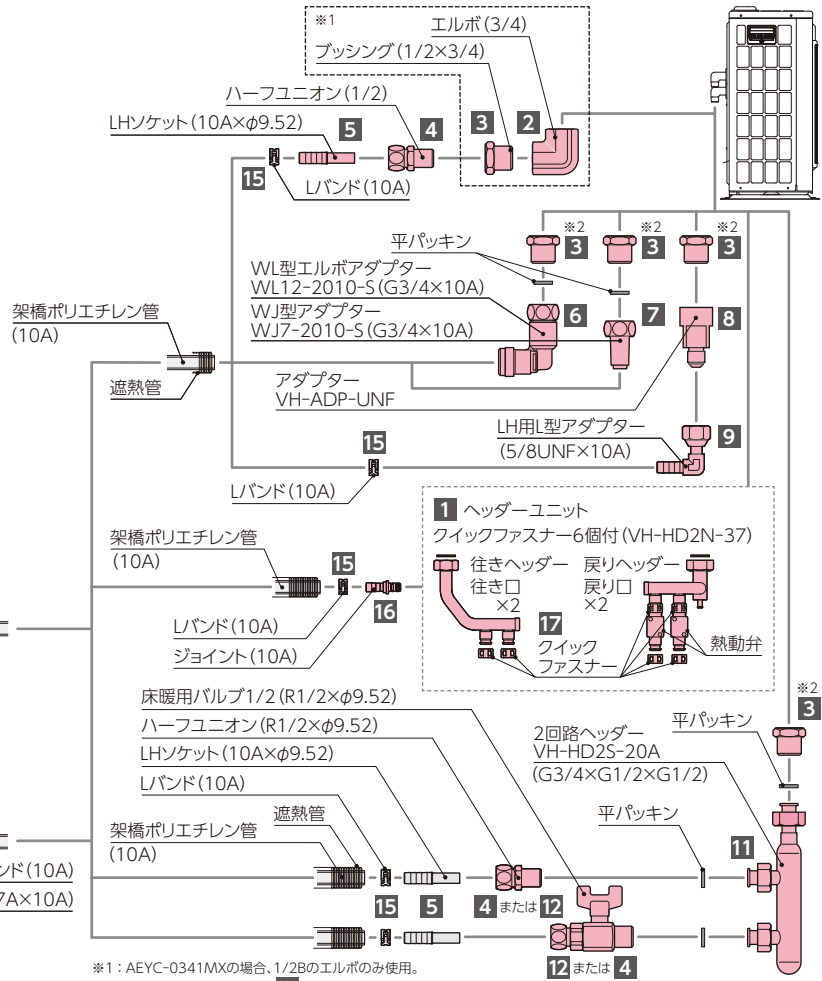 ※1
エルボ(3/4)
ブッシング(1/2×3/4)
ハーフユニオン(1/2)
LHソケット(10A×φ9.52)
5
4
3
2
15
Lバンド(10A)
※2
3
※2
3
※2
3
平パッキン
WL型エルボアダプター
WL12-2010-S(G3/4×10A)
WJ型アダプター
WJ7-2010-S(G3/4×10A)
6
7
8
架橋ポリエチレン管
(10A)
遮熱管
アダプター
VH-ADP-UNF
LH用L型アダプター
(5/8UNF×10A)
9
15
Lバンド(10A)
1 ヘッダーユニット
クイックファスナー6個付(VH-HD2N-37)
往きヘッダー
往き口
×2
戻りヘッダー
戻り口
×2
17
クイック
ファスナー
熱動弁
架橋ポリエチレン管
(10A)
15
16
Lバンド(10A)
ジョイント(10A)
床暖用バルブ1/2(R1/2×φ9.52)
ハーフユニオン(R1/2×φ9.52)
LHソケット(10A×φ9.52)
Lバンド(10A)
遮熱管
架橋ポリエチレン管
(10A)
※2
3
平パッキン
2回路ヘッダー
VH-HD2S-20A
(G3/4×G1/2×G1/2)
平パッキン
11
ンド(10A)
7A×10A)
15
5
4 または 12
12 または 4
※1：AEYC-0341MXの場合、1/2Bのエルボのみ使用。